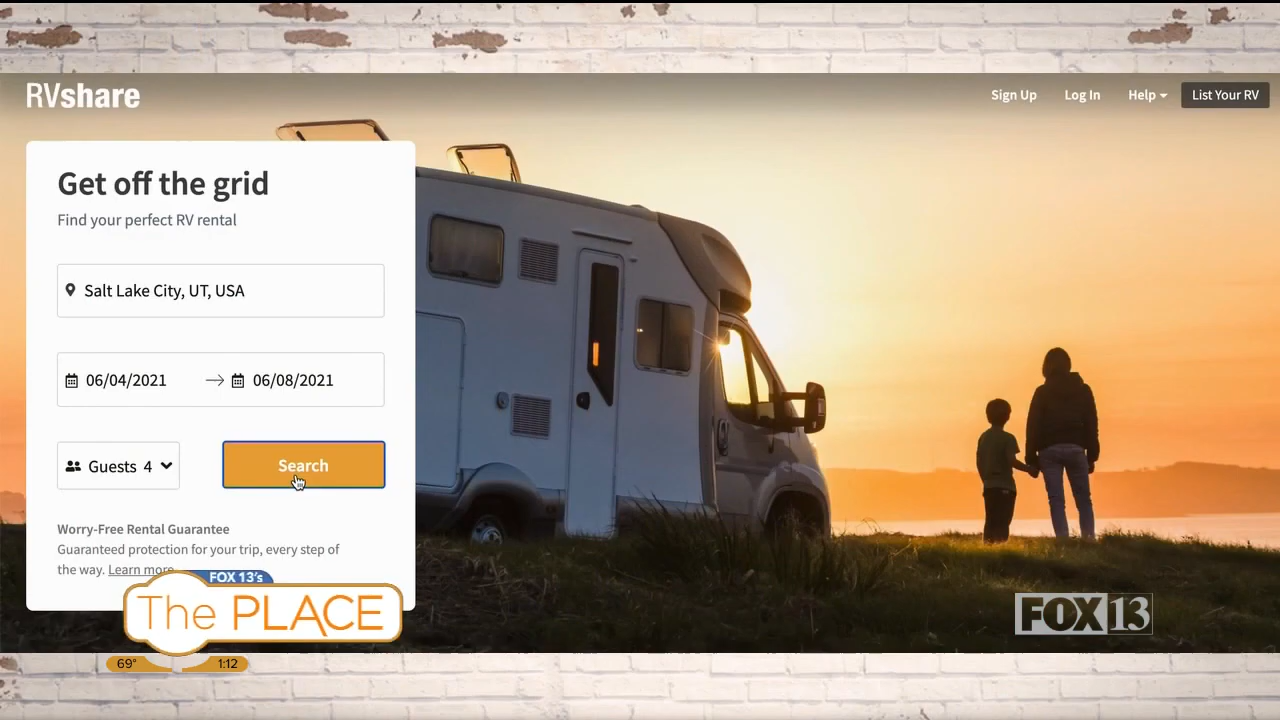 RVshare
Sign Up
Log In
Help
List Your RV
Get off the grid
Find your perfect RV rental
Salt Lake City, UT, USA
06/04/2021
06/08/2021
Guests 4
Search
Worry-Free Rental Guarantee
Guaranteed protection for your trip, every step of
the way. Learn more
FOX 13's
The PLACE
FOX 13
69° 1:12